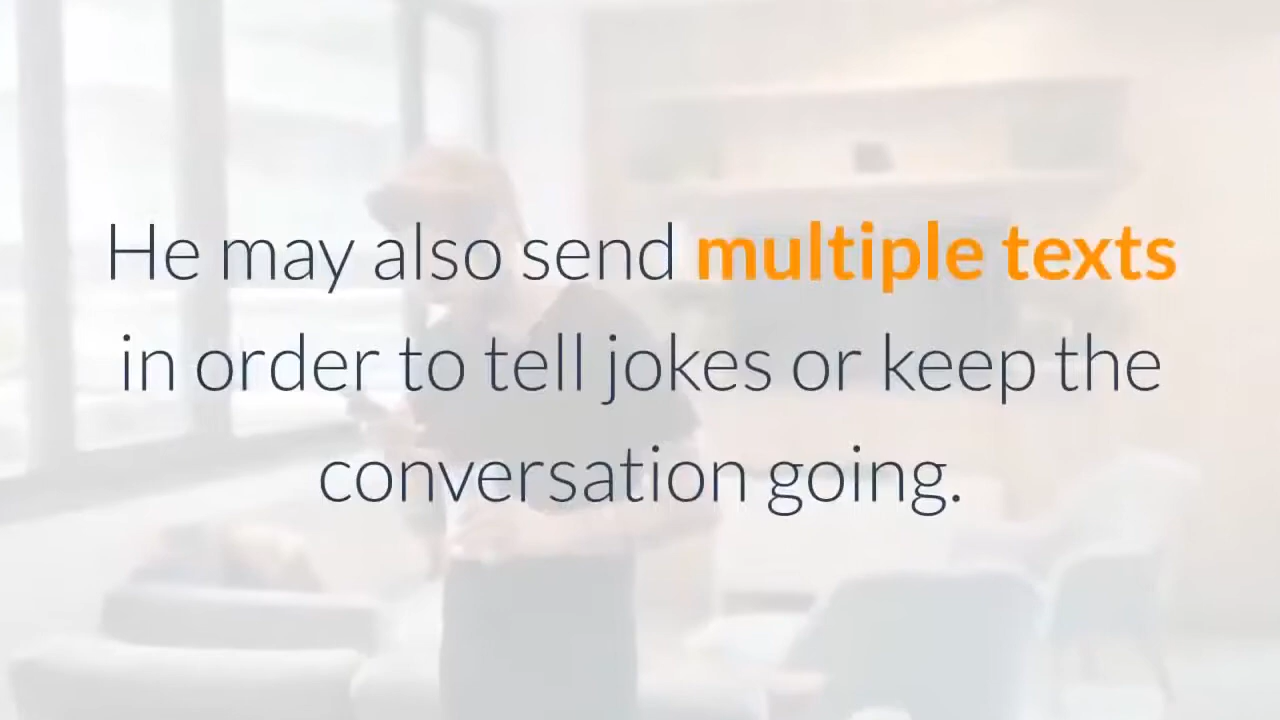 He may also send multiple texts
in order to tell jokes or keep the
conversation going.